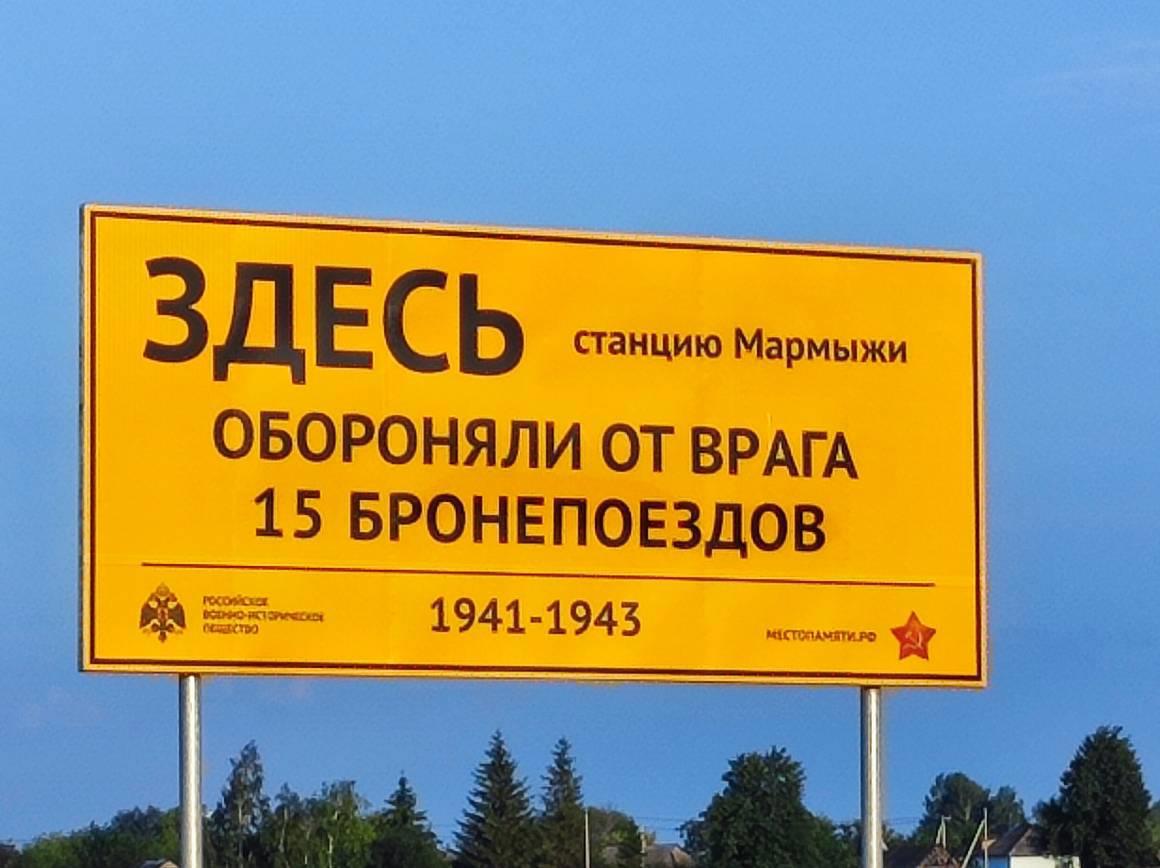 ЗДЕСЬ станцию Мармыжи
ОБОРОНЯЛИ ОТ ВРАГА
15 БРОНЕПОЕЗДОВ
РОССИЙСКОЕ
ВОЕННО-ИСТОРИЧЕСКОЕ
ОБЩЕСТВО
1941-1943
МЕСТОПАМЯТИ.РФ